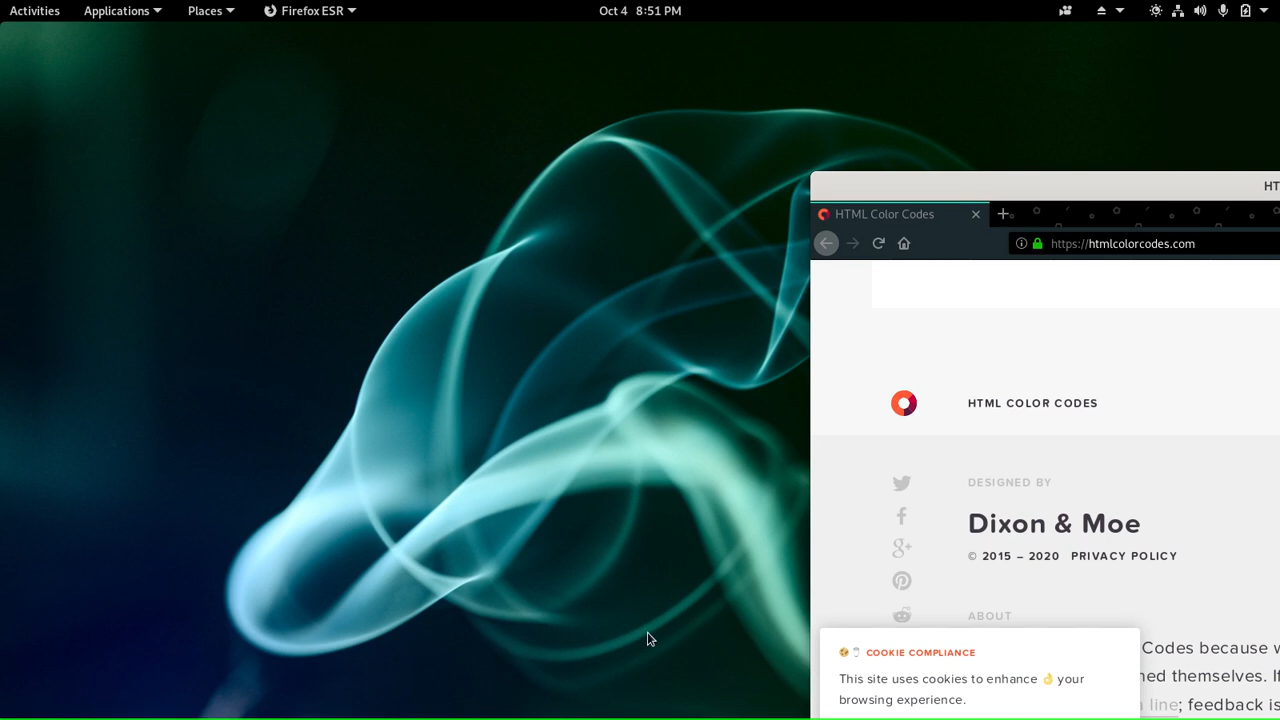 Activities Applications Places Firefox ESR Oct 4 8:51 PM
HT
HTML Color Codes
https://htmlcolorcodes.com
HTML COLOR CODES
DESIGNED BY
Dixon & Moe
© 2015 – 2020 PRIVACY POLICY
ABOUT
Codes because w
ned themselves. If
line; feedback is
COOKIE COMPLIANCE
This site uses cookies to enhance 👌 your
browsing experience.